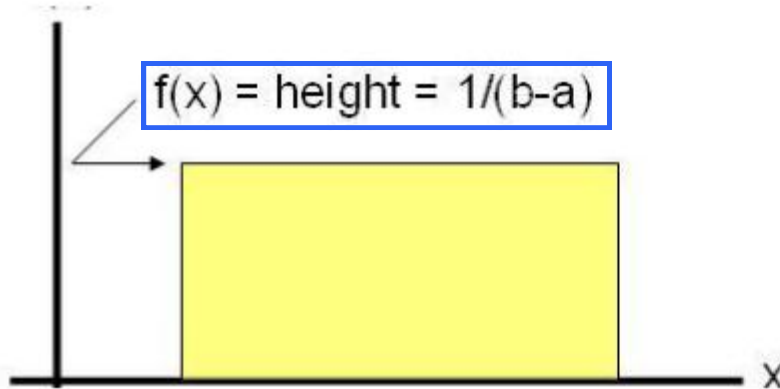 f(x) = height = 1/(b-a)
x